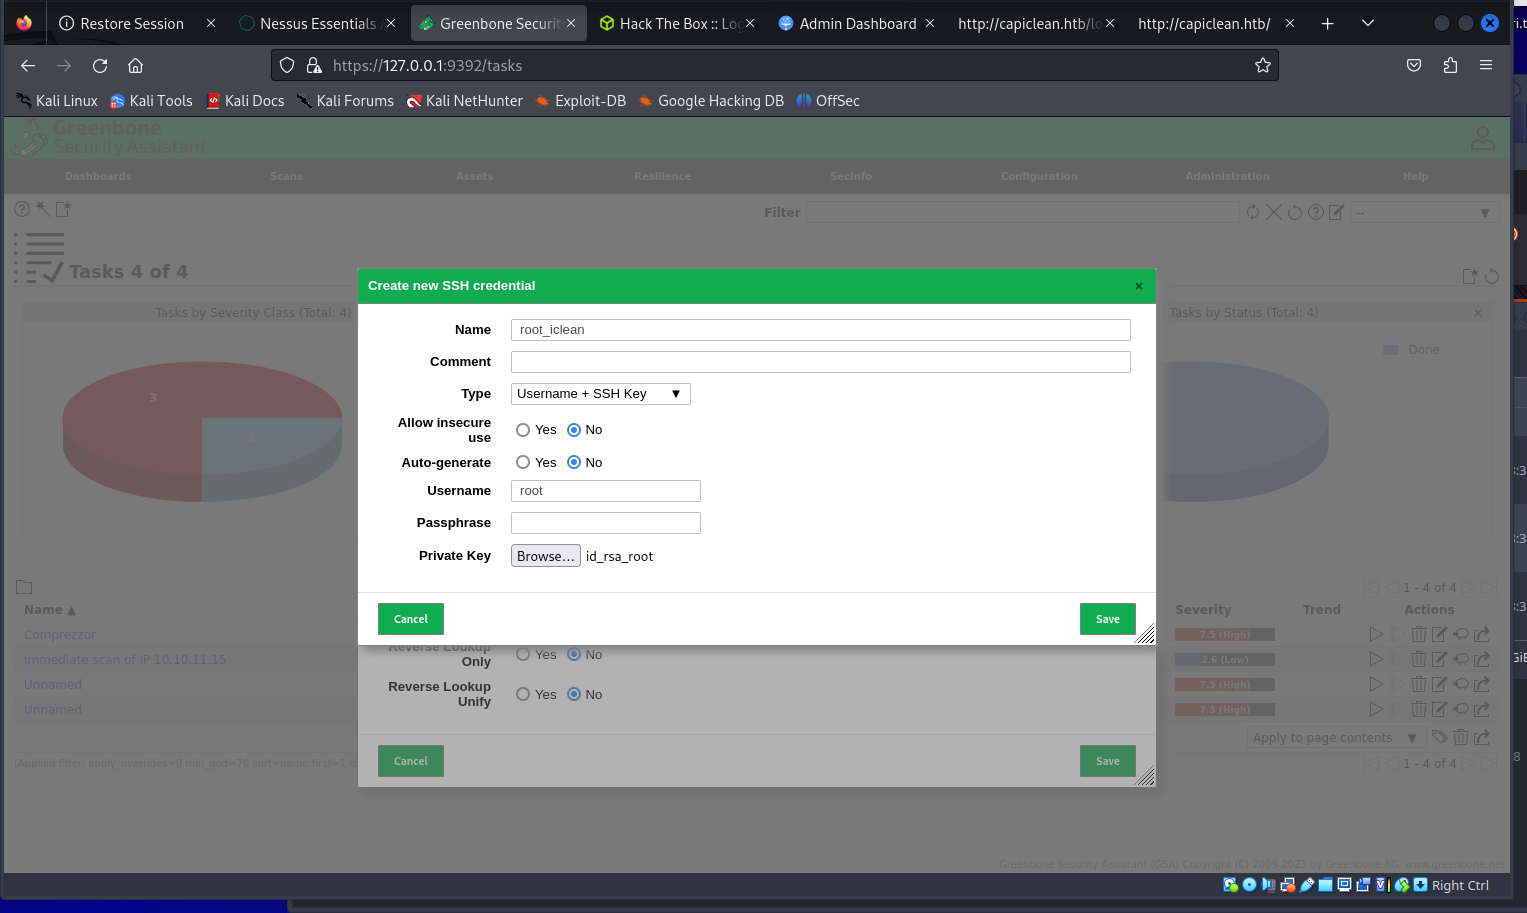 Restore Session
Nessus Essentials
Greenbone Securit
Hack The Box :: Log
Admin Dashboard
http://capiclean.htb/lo
http://capiclean.htb/
https://127.0.0.1:9392/tasks
Kali Linux
Kali Tools
Kali Docs
Kali Forums
Kali NetHunter
Exploit-DB
Google Hacking DB
OffSec
Greenbone
Security Assistant
Dashboards
Scans
Assets
Resilience
SecInfo
Configuration
Administration
Help
Filter
--
Tasks 4 of 4
Tasks by Severity Class (Total: 4)
3
1
Tasks by Status (Total: 4)
Done
Create new SSH credential
Name
root_iclean
Comment
Type
Username + SSH Key
Allow insecure
use
Yes
No
Auto-generate
Yes
No
Username
root
Passphrase
Private Key
Browse...
id_rsa_root
Cancel
Save
Reverse Lookup
Only
Yes
No
Reverse Lookup
Unify
Yes
No
Cancel
Save
1 - 4 of 4
Name
Severity
Trend
Actions
Comprezzor
7.5 (High)
Immediate scan of IP 10.10.11.15
2.6 (Low)
Unnamed
7.5 (High)
Unnamed
7.5 (High)
Apply to page contents
(Applied filter: apply_overrides=0 min_qod=70 sort=name first=1
1 - 4 of 4
Greenbone Security Assistant (GSA) Copyright (C) 2009-2023 by Greenbone AG, www.greenbone.net
Right Ctrl